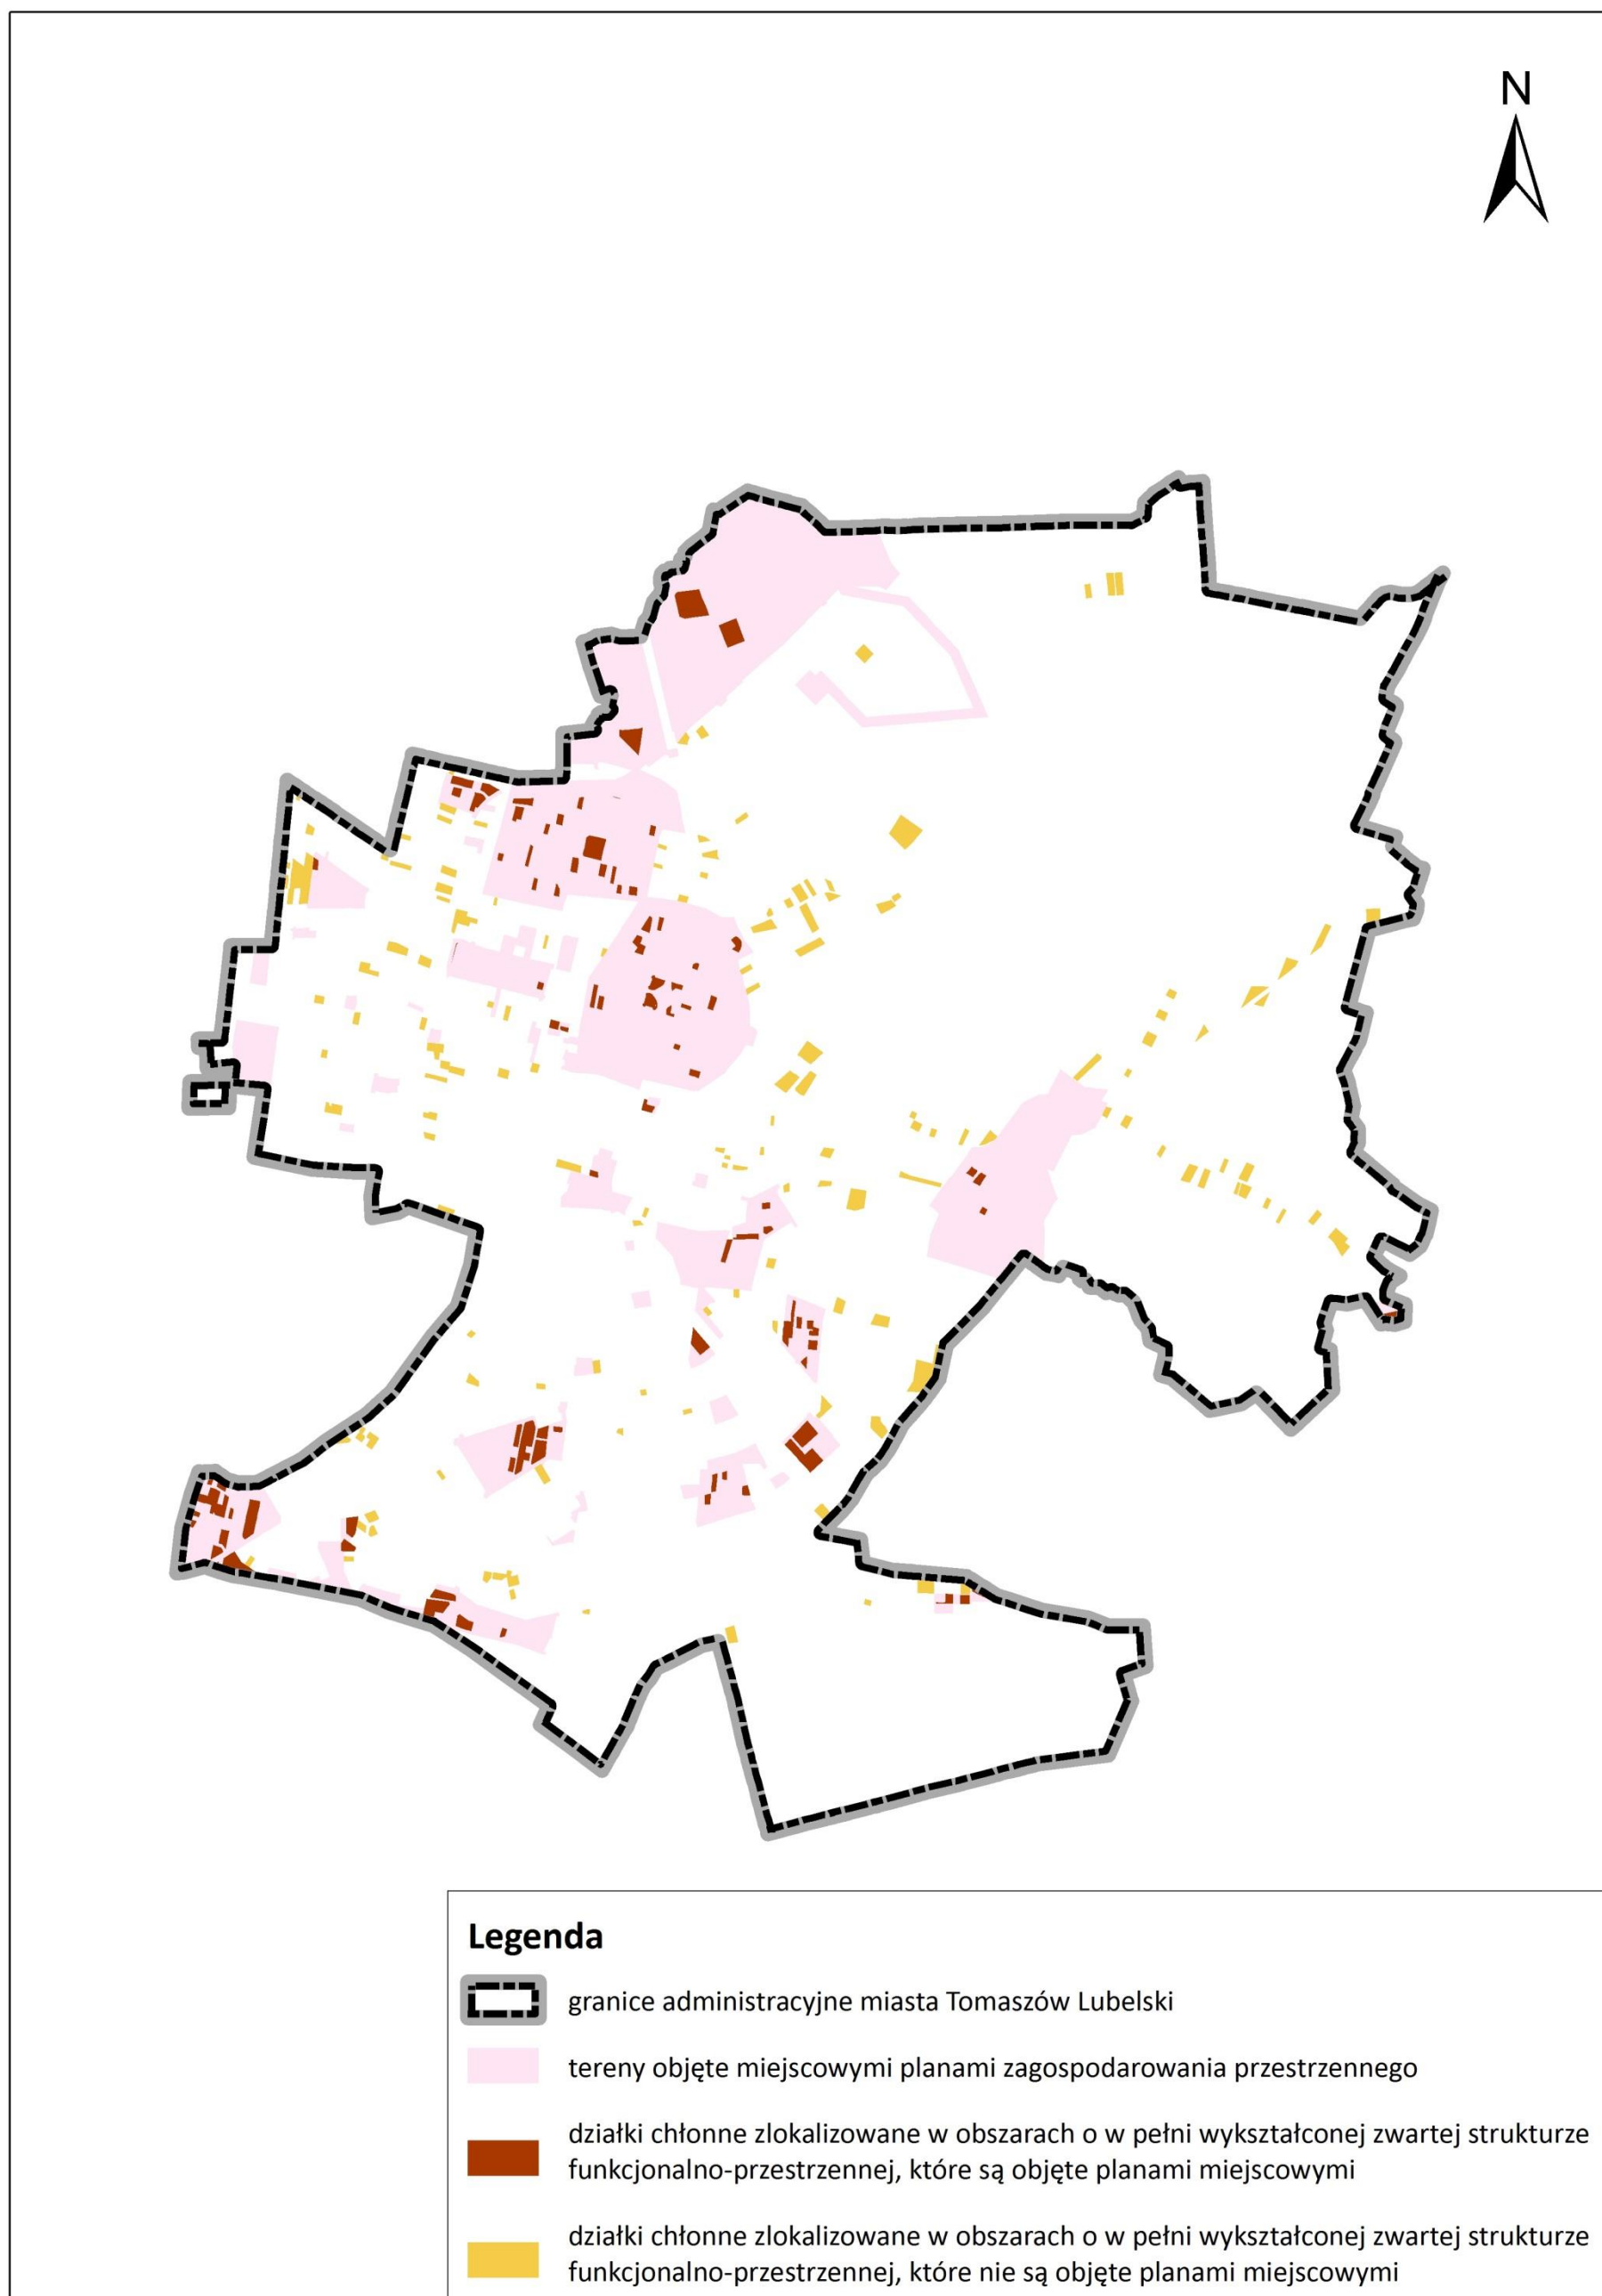 N
Legenda
granice administracyjne miasta Tomaszów Lubelski
tereny objęte miejscowymi planami zagospodarowania przestrzennego
działki chłonne zlokalizowane w obszarach o w pełni wykształconej zwartej strukturze
funkcjonalno-przestrzennej, które są objęte planami miejscowymi
działki chłonne zlokalizowane w obszarach o w pełni wykształconej zwartej strukturze
funkcjonalno-przestrzennej, które nie są objęte planami miejscowymi